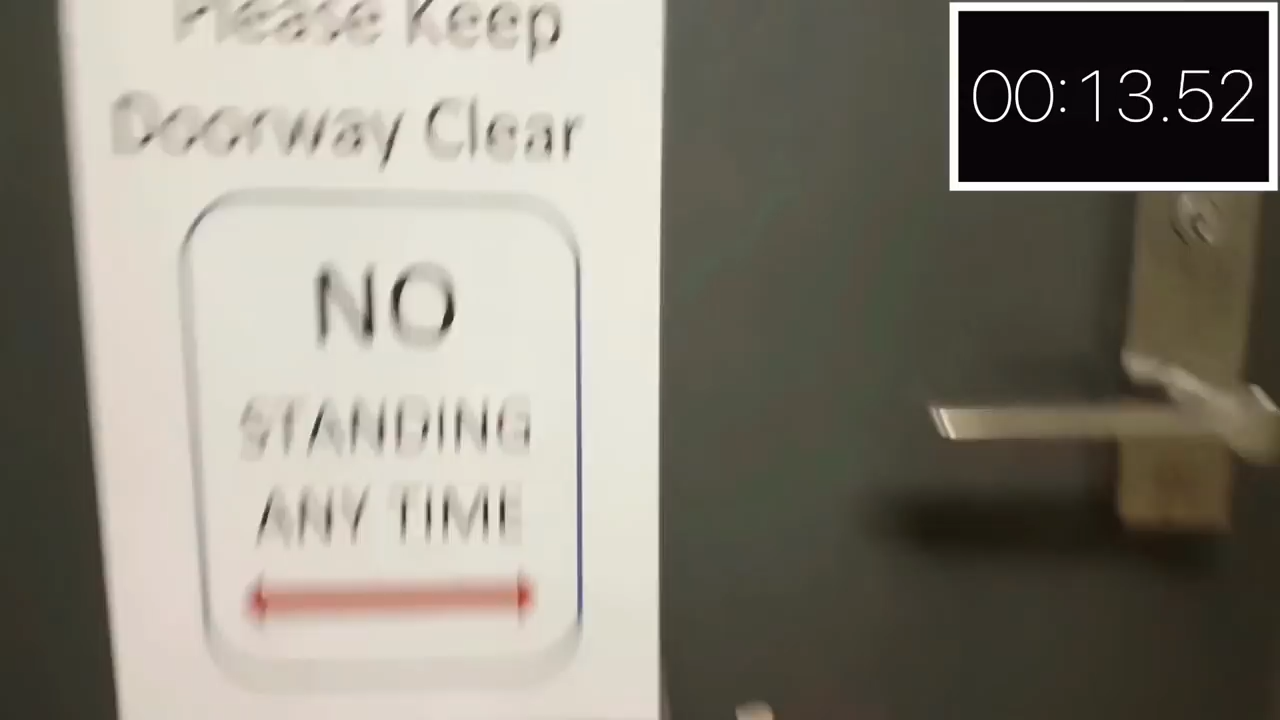 Please Keep
Doorway Clear
NO
STANDING
ANY TIME
00:13.52